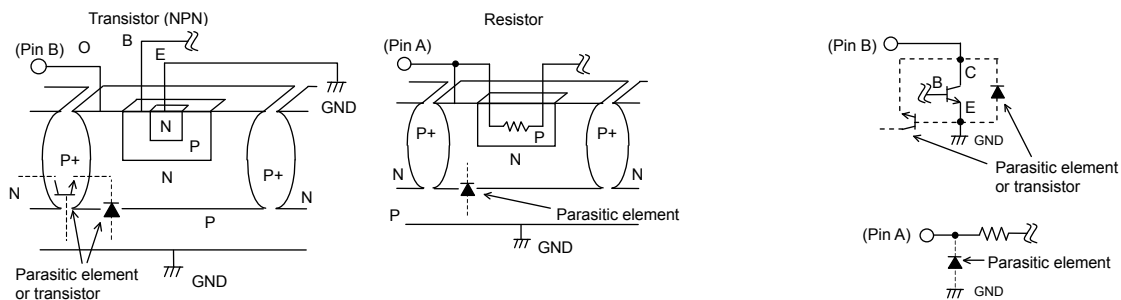 Transistor (NPN)
(Pin B)
O
B
E
GND
N
P
P+
N
P+
N
N
P
GND
Parasitic element
or transistor
Resistor
(Pin A)
P
P+
P+
N
N
N
Parasitic element
P
GND
(Pin B)
C
B
E
GND
Parasitic element
or transistor
(Pin A)
Parasitic element
GND